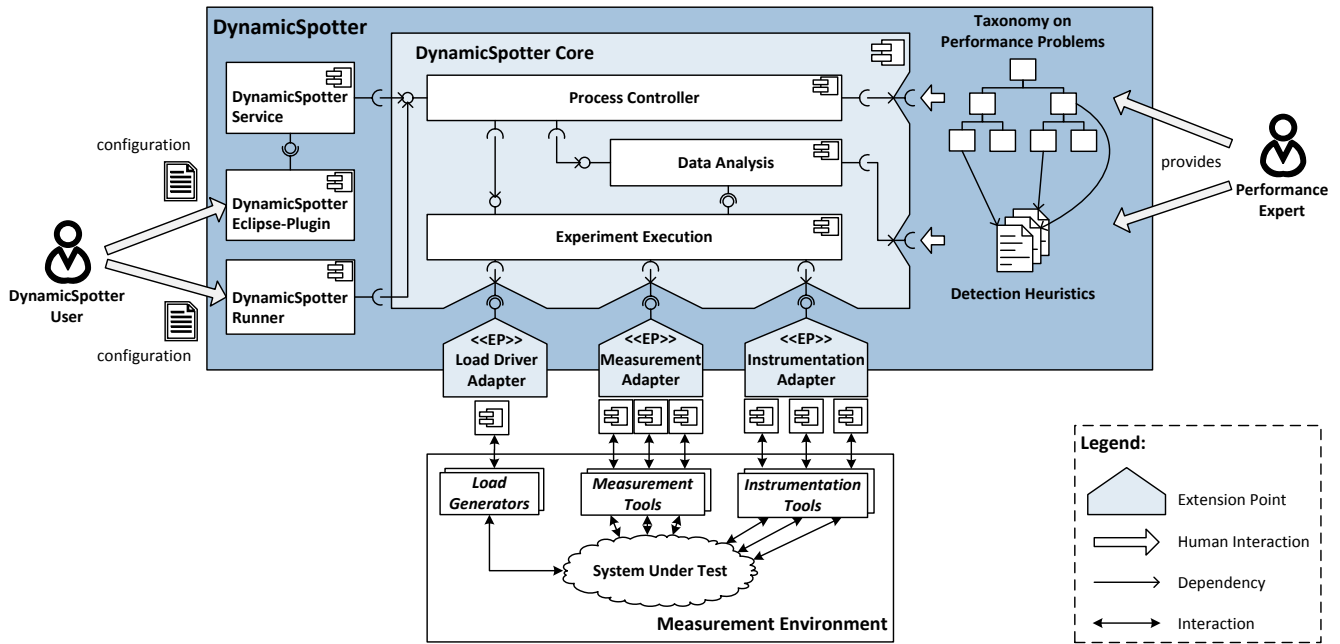 DynamicSpotter
DynamicSpotter Core
Taxonomy on
Performance Problems
DynamicSpotter
Service
Process Controller
configuration
Data Analysis
provides
DynamicSpotter
Eclipse-Plugin
Performance
Expert
Experiment Execution
DynamicSpotter
User
DynamicSpotter
Runner
Detection Heuristics
configuration
<<EP>>
Load Driver
Adapter
<<EP>>
Measurement
Adapter
<<EP>>
Instrumentation
Adapter
Load
Generators
Measurement
Tools
Instrumentation
Tools
System Under Test
Measurement Environment
Legend:
Extension Point
Human Interaction
Dependency
Interaction